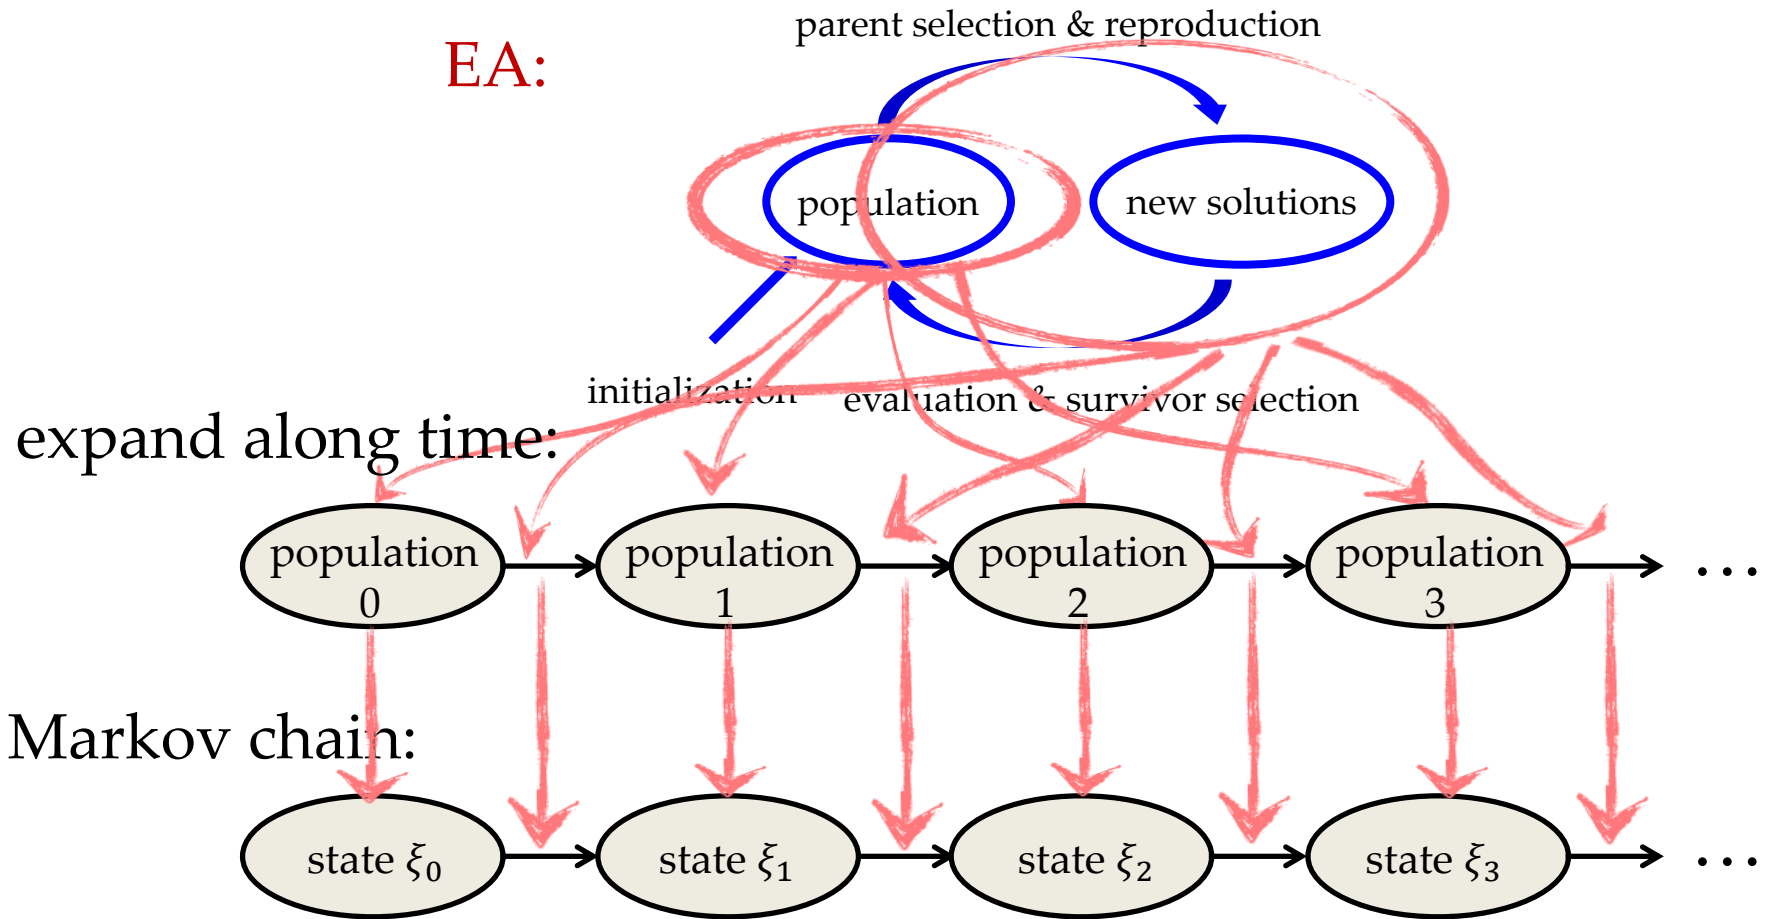 parent selection & reproduction
EA:
population
new solutions
initialization
evaluation & survivor selection
expand along time:
population
0
population
1
population
2
population
3
...
Markov chain:
state ξ₀
state ξ₁
state ξ₂
state ξ₃
...